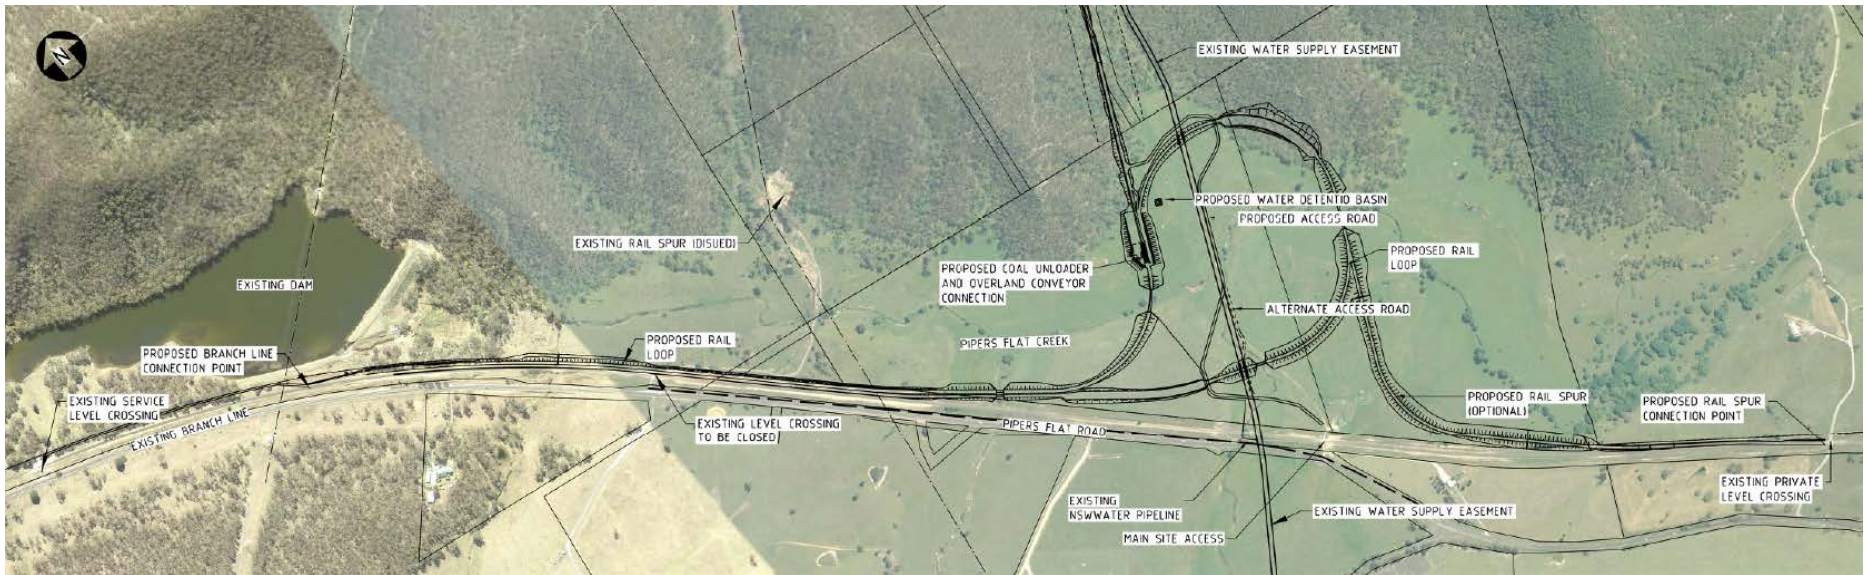 N
EXISTING WATER SUPPLY EASEMENT
PROPOSED WATER DETENTIO BASIN
PROPOSED ACCESS ROAD
EXISTING RAIL SPUR (DISUED)
PROPOSED RAIL
LOOP
PROPOSED COAL UNLOADER
AND OVERLAND CONVEYOR
CONNECTION
EXISTING DAM
ALTERNATE ACCESS ROAD
PROPOSED RAIL
LOOP
PIPERS FLAT CREEK
PROPOSED BRANCH LINE
CONNECTION POINT
EXISTING SERVICE
LEVEL CROSSING
EXISTING BRANCH LINE
EXISTING LEVEL CROSSING
TO BE CLOSED
PIPERS FLAT ROAD
PROPOSED RAIL SPUR
(OPTIONAL)
PROPOSED RAIL SPUR
CONNECTION POINT
EXISTING PRIVATE
LEVEL CROSSING
EXISTING
NSWWATER PIPELINE
EXISTING WATER SUPPLY EASEMENT
MAIN SITE ACCESS